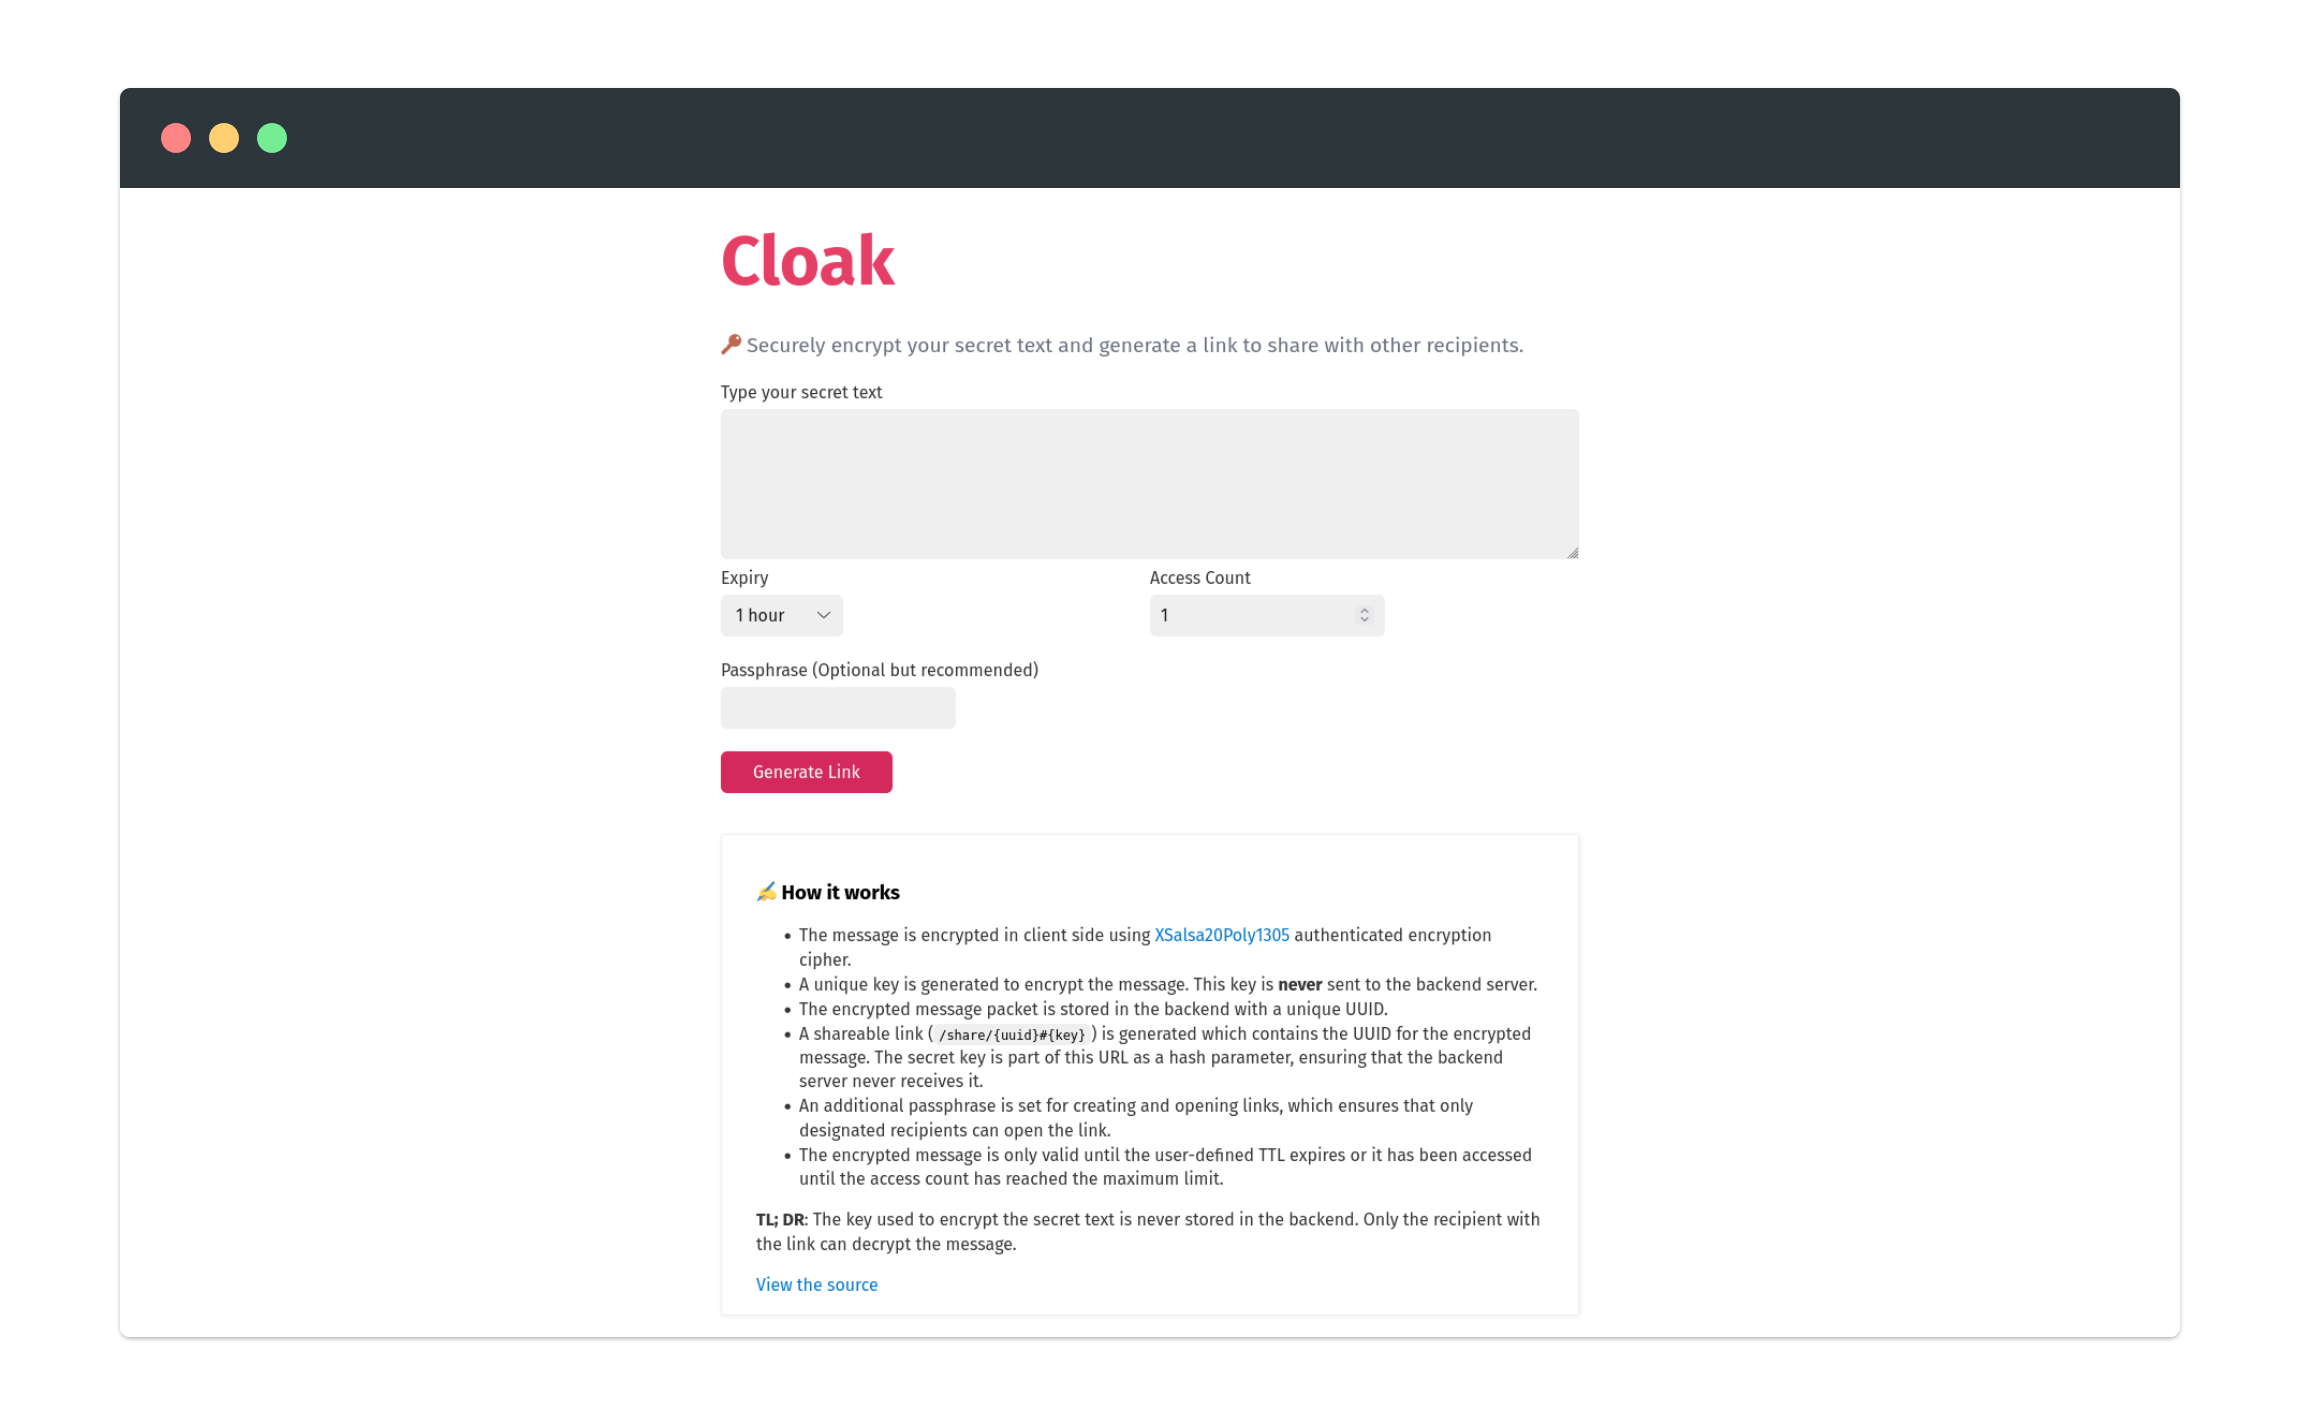 Cloak
Securely encrypt your secret text and generate a link to share with other recipients.
Type your secret text
Expiry
Access Count
1 hour
1
Passphrase (Optional but recommended)
Generate Link
How it works
• The message is encrypted in client side using XSalsa20Poly1305 authenticated encryption
cipher.
• A unique key is generated to encrypt the message. This key is never sent to the backend server.
• The encrypted message packet is stored in the backend with a unique UUID.
• A shareable link ( /share/{uuid}#{key} ) is generated which contains the UUID for the encrypted
message. The secret key is part of this URL as a hash parameter, ensuring that the backend
server never receives it.
• An additional passphrase is set for creating and opening links, which ensures that only
designated recipients can open the link.
• The encrypted message is only valid until the user-defined TTL expires or it has been accessed
until the access count has reached the maximum limit.
TL; DR: The key used to encrypt the secret text is never stored in the backend. Only the recipient with
the link can decrypt the message.
View the source